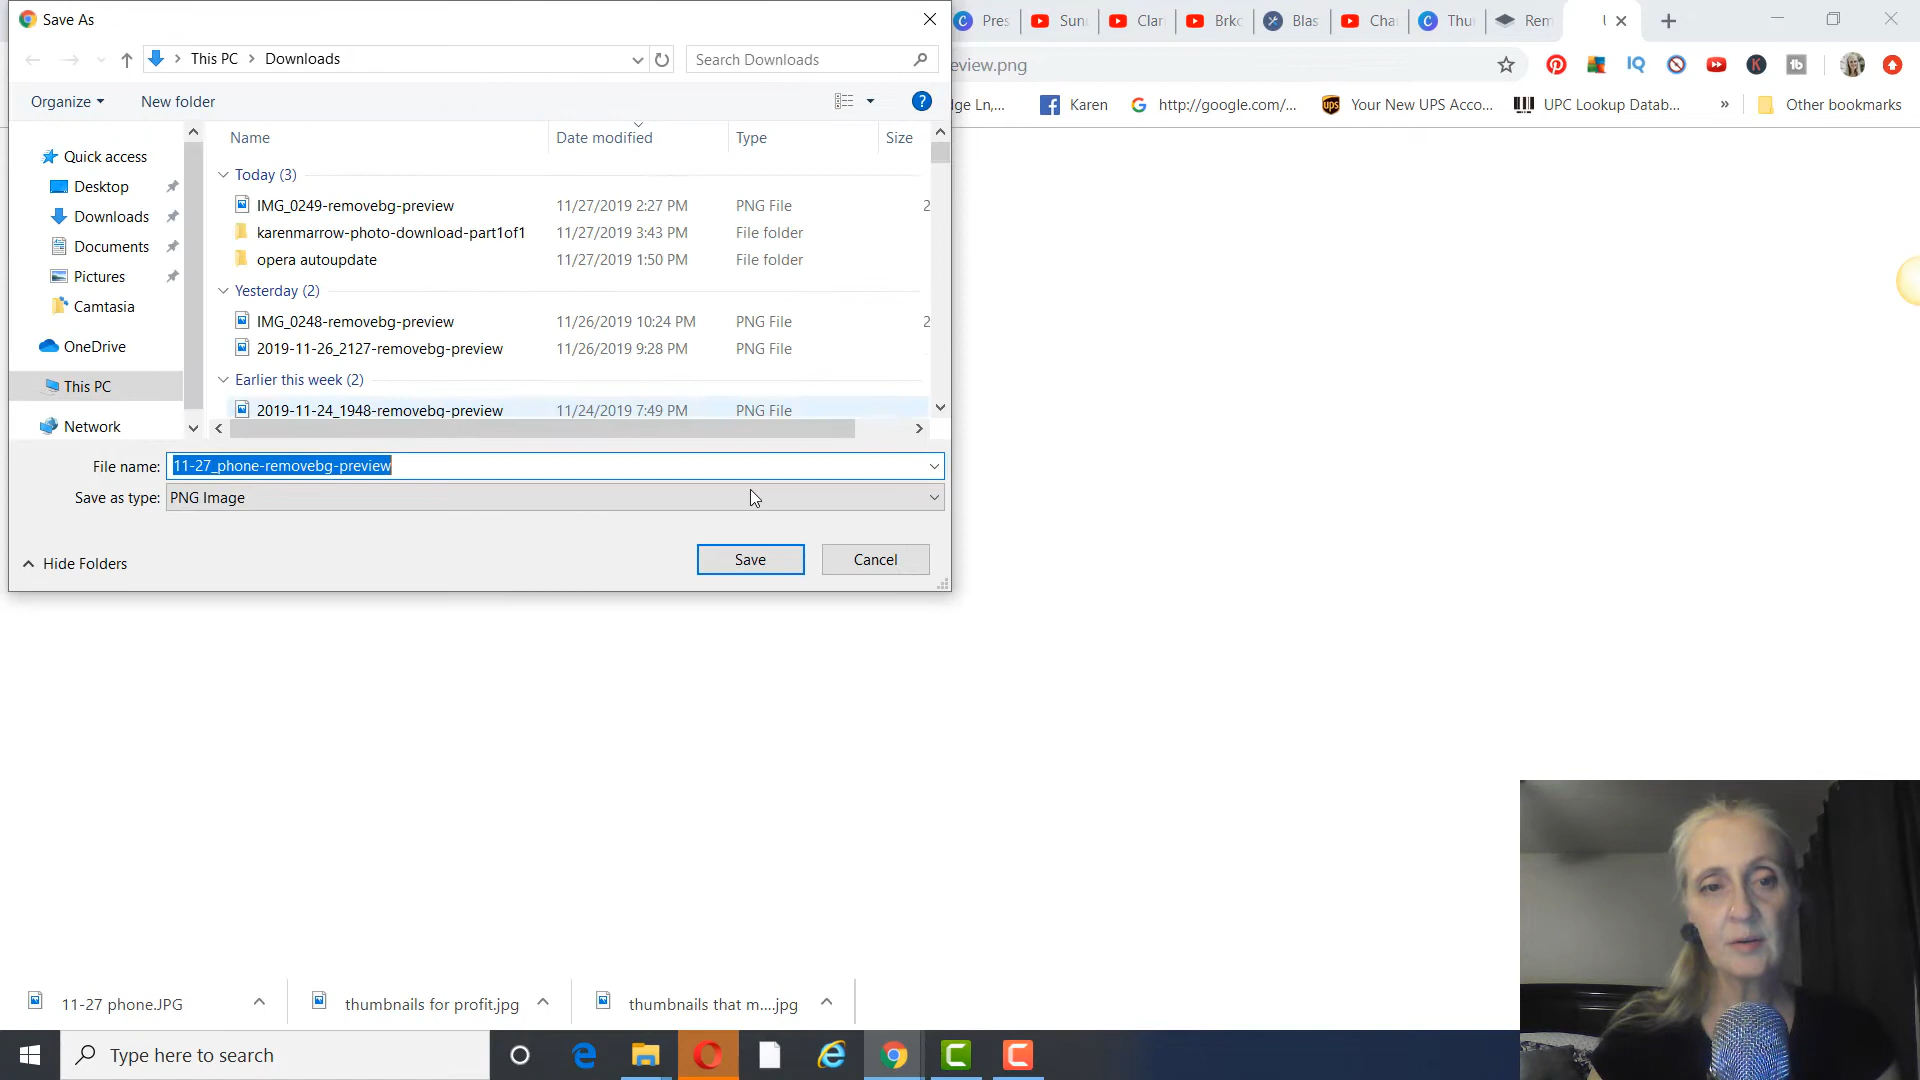 Save As
Pres
Sun
Clar
Brko
Blas
Cha
Thu
Rem
This PC > Downloads
Search Downloads
eview.png
Organize
New folder
dge Ln,...
Karen
http://google.com/...
Your New UPS Acco...
UPC Lookup Datab...
»
Other bookmarks
Name
Date modified
Type
Size
Quick access
Desktop
Downloads
Documents
Pictures
Camtasia
OneDrive
This PC
Network
Today (3)
IMG_0249-removebg-preview 11/27/2019 2:27 PM PNG File 2
karenmarrow-photo-download-part1of1 11/27/2019 3:43 PM File folder
opera autoupdate 11/27/2019 1:50 PM File folder
Yesterday (2)
IMG_0248-removebg-preview 11/26/2019 10:24 PM PNG File 2
2019-11-26_2127-removebg-preview 11/26/2019 9:28 PM PNG File
Earlier this week (2)
2019-11-24_1948-removebg-preview 11/24/2019 7:49 PM PNG File
File name: 11-27_phone-removebg-preview
Save as type: PNG Image
Hide Folders
Save
Cancel
11-27 phone.JPG
thumbnails for profit.jpg
thumbnails that m....jpg
Type here to search